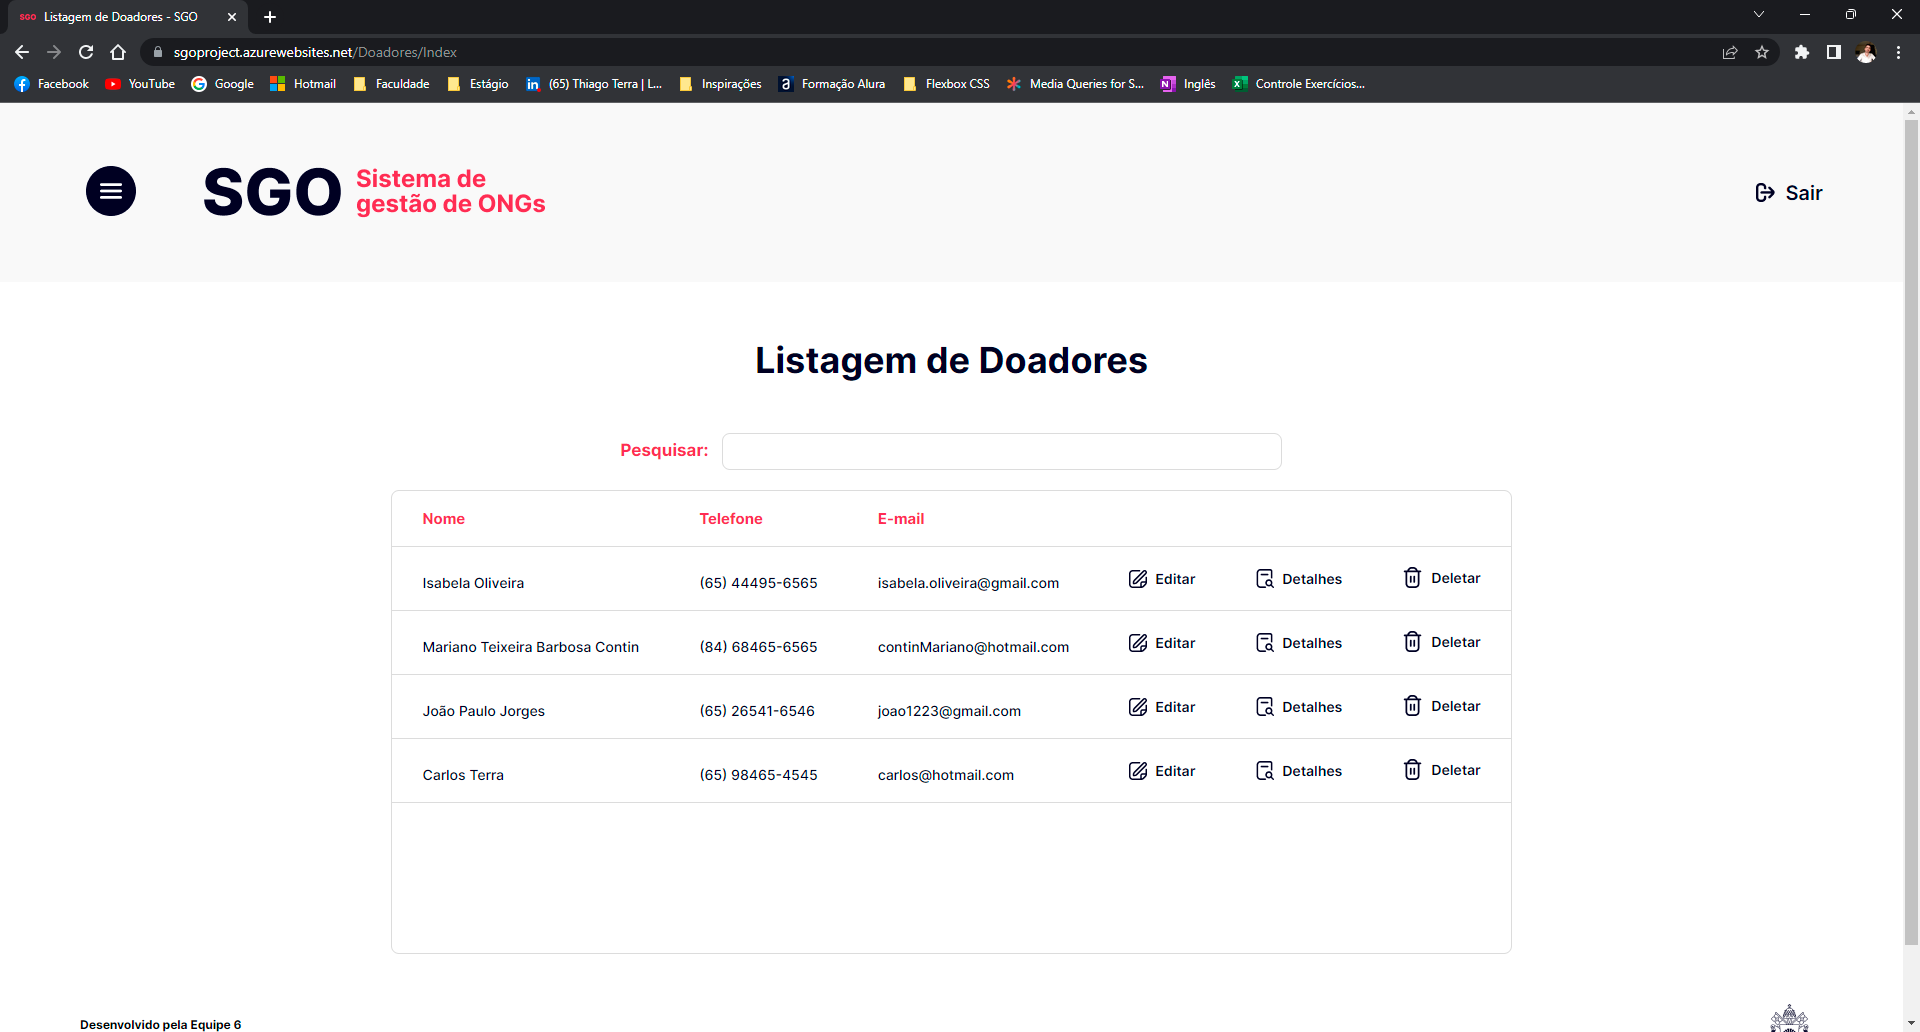 SGO Listagem de Doadores - SGO
sgoproject.azurewebsites.net/Doadores/Index
Facebook YouTube Google Hotmail Faculdade Estágio in (65) Thiago Terra | L... Inspirações a Formação Alura Flexbox CSS Media Queries for S... N Inglês X Controle Exercícios...
SGO
Sistema de
gestão de ONGs
Sair
Listagem de Doadores
Pesquisar:
Nome Telefone E-mail
Isabela Oliveira (65) 44495-6565 isabela.oliveira@gmail.com Editar Detalhes Deletar
Mariano Teixeira Barbosa Contin (84) 68465-6565 continMariano@hotmail.com Editar Detalhes Deletar
João Paulo Jorges (65) 26541-6546 joao1223@gmail.com Editar Detalhes Deletar
Carlos Terra (65) 98465-4545 carlos@hotmail.com Editar Detalhes Deletar
Desenvolvido pela Equipe 6